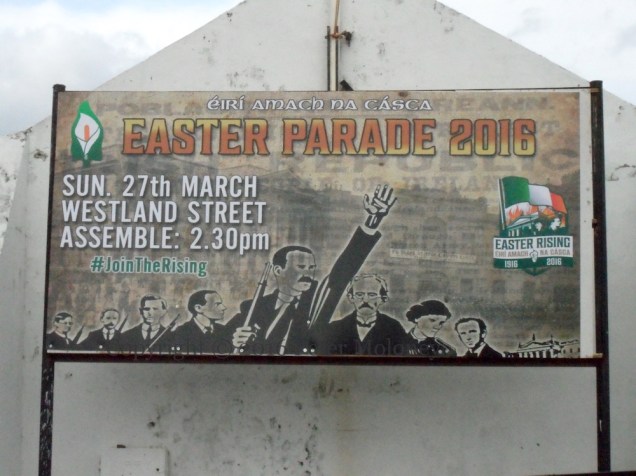 éirí amach na cásca
EASTER PARADE 2016
SUN. 27th MARCH
WESTLAND STREET
ASSEMBLE: 2.30pm
#JoinTheRising
EASTER RISING
ÉIRÍ AMACH NA CÁSCA
1916 2016